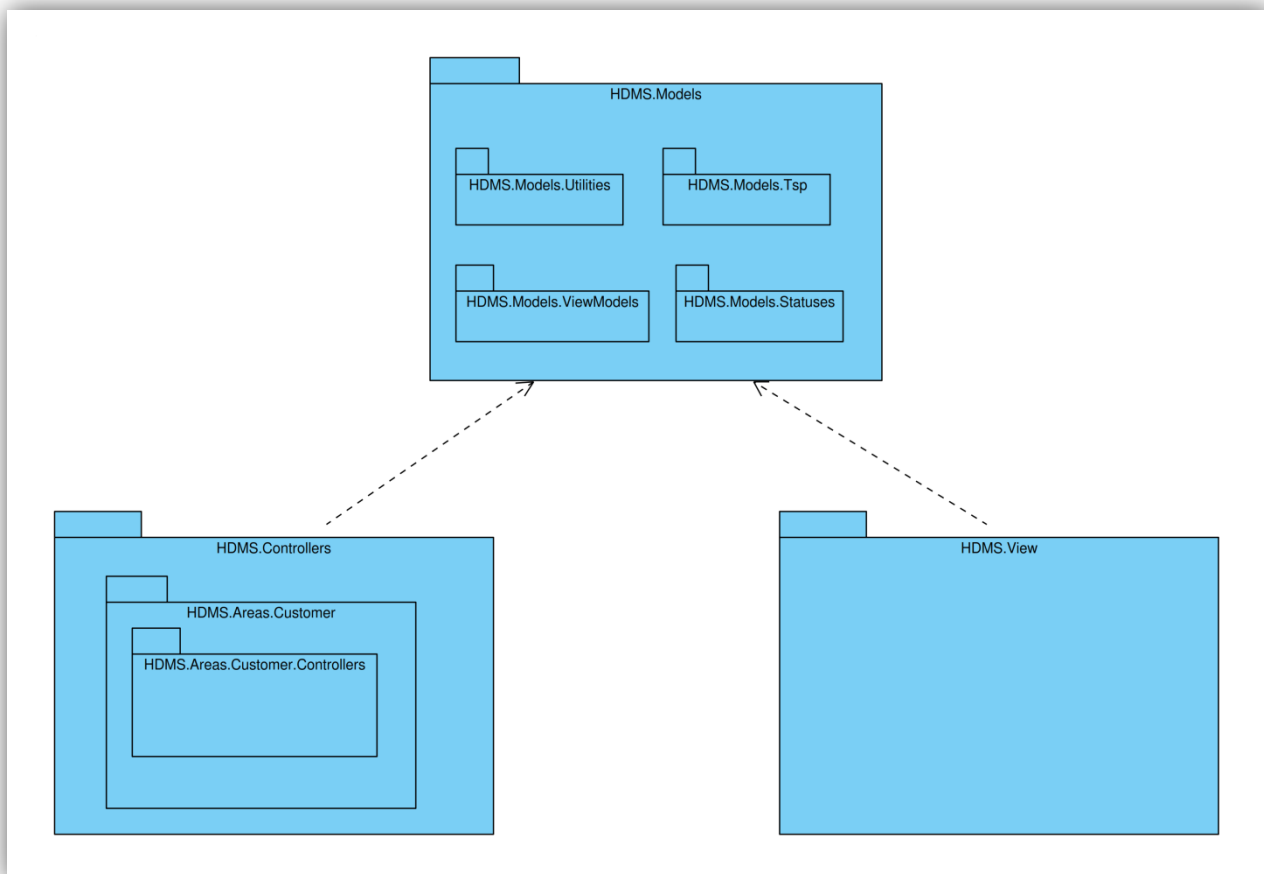 HDMS.Models
HDMS.Models.Utilities
HDMS.Models.Tsp
HDMS.Models.ViewModels
HDMS.Models.Statuses
HDMS.Controllers
HDMS.Areas.Customer
HDMS.Areas.Customer.Controllers
HDMS.View